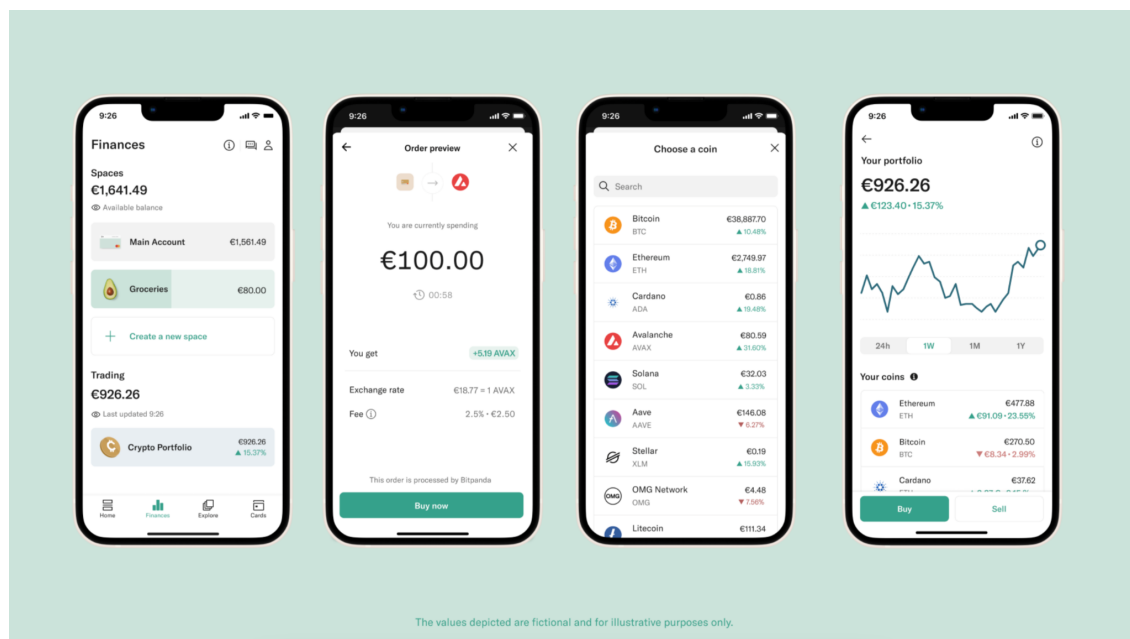 9:26
Finances
Spaces
€1,641.49
Available balance
Main Account €1,561.49
Groceries €80.00
Create a new space
Trading
€926.26
Last updated 9:26
Crypto Portfolio €926.26
15.37%
Home Finances Explore Cards
9:26
Order preview
You are currently spending
€100.00
00:58
You get +5.19 AVAX
Exchange rate €18.77 = 1 AVAX
Fee 2.5% • €2.50
This order is processed by Bitpanda
Buy now
9:26
Choose a coin
Search
Bitcoin €38,887.70
BTC 10.48%
Ethereum €2,749.97
ETH 18.81%
Cardano €0.86
ADA 19.48%
Avalanche €80.59
AVAX 31.60%
Solana €32.03
SOL 3.33%
Aave €146.08
AAVE 6.27%
Stellar €0.19
XLM 15.93%
OMG Network €4.48
OMG 7.56%
Litecoin €111.34
9:26
Your portfolio
€926.26
€123.40 • 15.37%
24h 1W 1M 1Y
Your coins
Ethereum €477.88
ETH €91.09 • 23.55%
Bitcoin €270.50
BTC €8.34 • 2.99%
Cardano €37.62
Buy Sell
The values depicted are fictional and for illustrative purposes only.